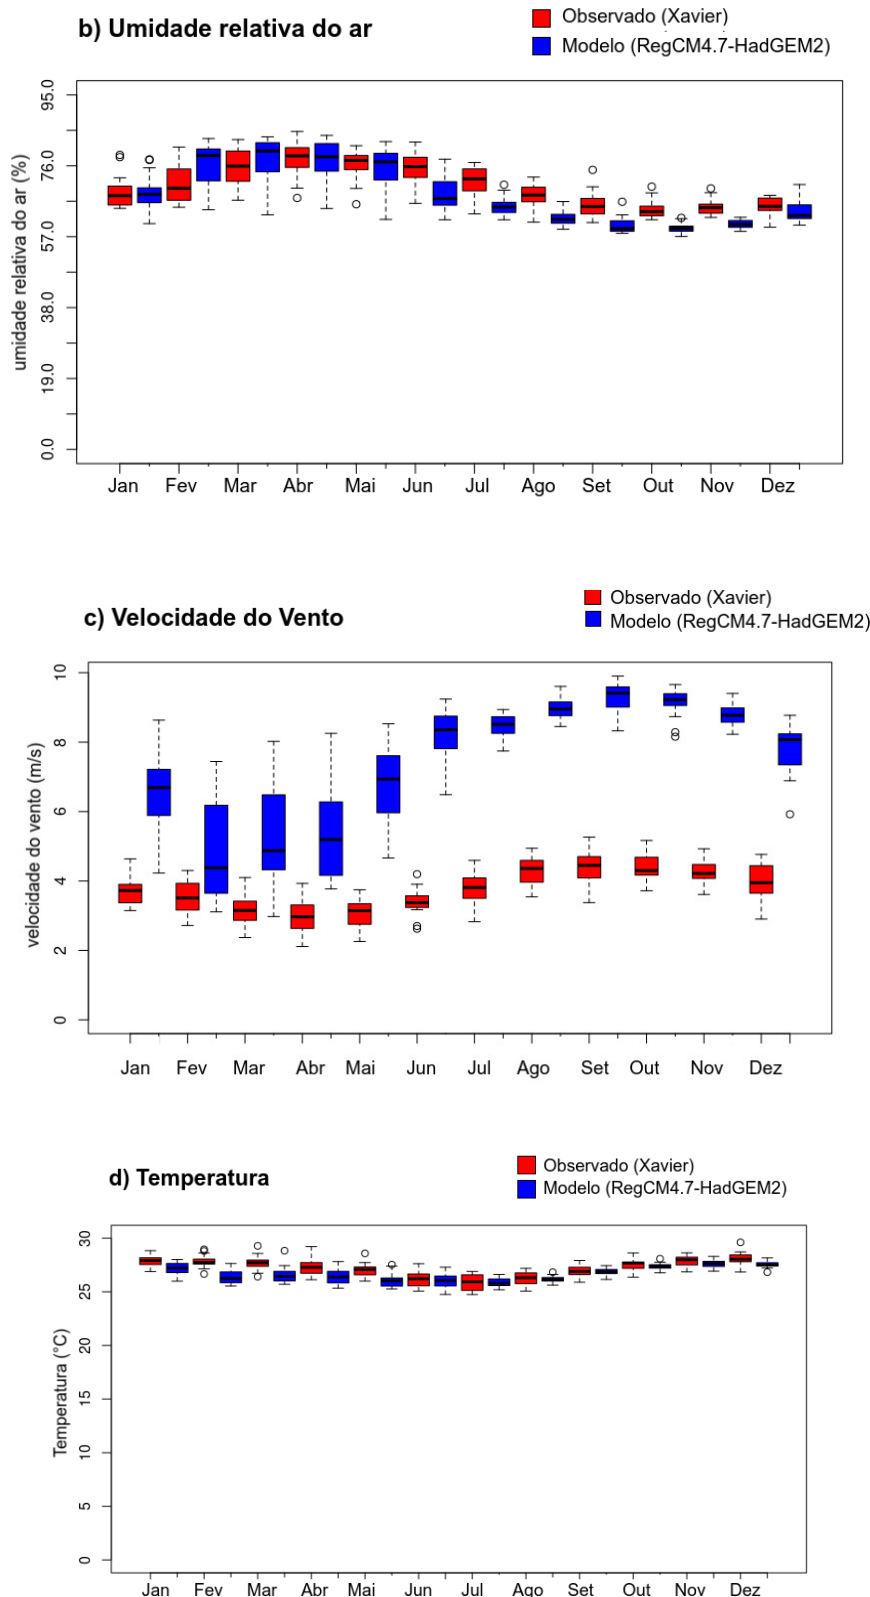 b) Umidade relativa do ar
Observado (Xavier)
Modelo (RegCM4.7-HadGEM2)
umidade relativa do ar (%)
95.0
76.0
57.0
38.0
19.0
0.0
Jan Fev Mar Abr Mai Jun Jul Ago Set Out Nov Dez
c) Velocidade do Vento
Observado (Xavier)
Modelo (RegCM4.7-HadGEM2)
velocidade do vento (m/s)
10
8
6
4
2
0
Jan Fev Mar Abr Mai Jun Jul Ago Set Out Nov Dez
d) Temperatura
Observado (Xavier)
Modelo (RegCM4.7-HadGEM2)
Temperatura (°C)
30
25
20
15
10
5
0
Jan Fev Mar Abr Mai Jun Jul Ago Set Out Nov Dez